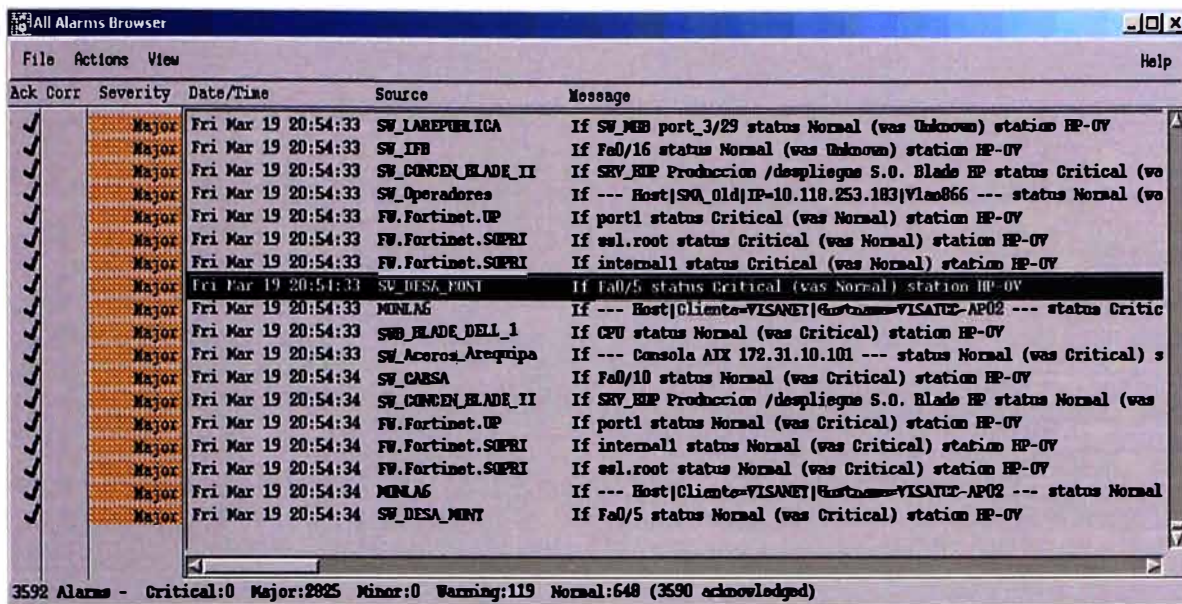 All Alarms Browser
File Actions View Help
Ack Corr Severity Date/Time Source Message
Major Fri Mar 19 20:54:33 SW_LAREPUBLICA If SW_MBB port_3/29 status Normal (was Unknown) station HP-OV
Major Fri Mar 19 20:54:33 SW_IFB If Fa0/16 status Normal (was Unknown) station HP-OV
Major Fri Mar 19 20:54:33 SW_CONCEN_BLADE_II If SRV_BDP Produccion /despliegue S.O. Blade HP status Critical (wa
Major Fri Mar 19 20:54:33 SW_Operadores If --- Host|SMA_Old|IP=10.118.253.183|Vlan866 --- status Normal (wa
Major Fri Mar 19 20:54:33 FW.Fortinet.UP If port1 status Critical (was Normal) station HP-OV
Major Fri Mar 19 20:54:33 FW.Fortinet.SOPRI If ssl.root status Critical (was Normal) station HP-OV
Major Fri Mar 19 20:54:33 FW.Fortinet.SOPRI If internal1 status Critical (was Normal) station HP-OV
Major Fri Mar 19 20:54:33 SW_DESA_MONT If Fa0/5 status Critical (was Normal) station HP-OV
Major Fri Mar 19 20:54:33 MONLA6 If --- Host|Cliente=VISANET|Hostname=VISATEC-AP02 --- status Critic
Major Fri Mar 19 20:54:33 SWB_BLADE_DELL_1 If CPU status Normal (was Critical) station HP-OV
Major Fri Mar 19 20:54:33 SW_Aceros_Arequipa If --- Consola AIX 172.31.10.101 --- status Normal (was Critical) s
Major Fri Mar 19 20:54:34 SW_CARSA If Fa0/10 status Normal (was Critical) station HP-OV
Major Fri Mar 19 20:54:34 SW_CONCEN_BLADE_II If SRV_BDP Produccion /despliegue S.O. Blade HP status Normal (was
Major Fri Mar 19 20:54:34 FW.Fortinet.UP If port1 status Normal (was Critical) station HP-OV
Major Fri Mar 19 20:54:34 FW.Fortinet.SOPRI If internal1 status Normal (was Critical) station HP-OV
Major Fri Mar 19 20:54:34 FW.Fortinet.SOPRI If ssl.root status Normal (was Critical) station HP-OV
Major Fri Mar 19 20:54:34 MONLA6 If --- Host|Cliente=VISANET|Hostname=VISATEC-AP02 --- status Normal
Major Fri Mar 19 20:54:34 SW_DESA_MONT If Fa0/5 status Normal (was Critical) station HP-OV
3592 Alarms - Critical:0 Major:2825 Minor:0 Warning:119 Normal:648 (3590 acknowledged)